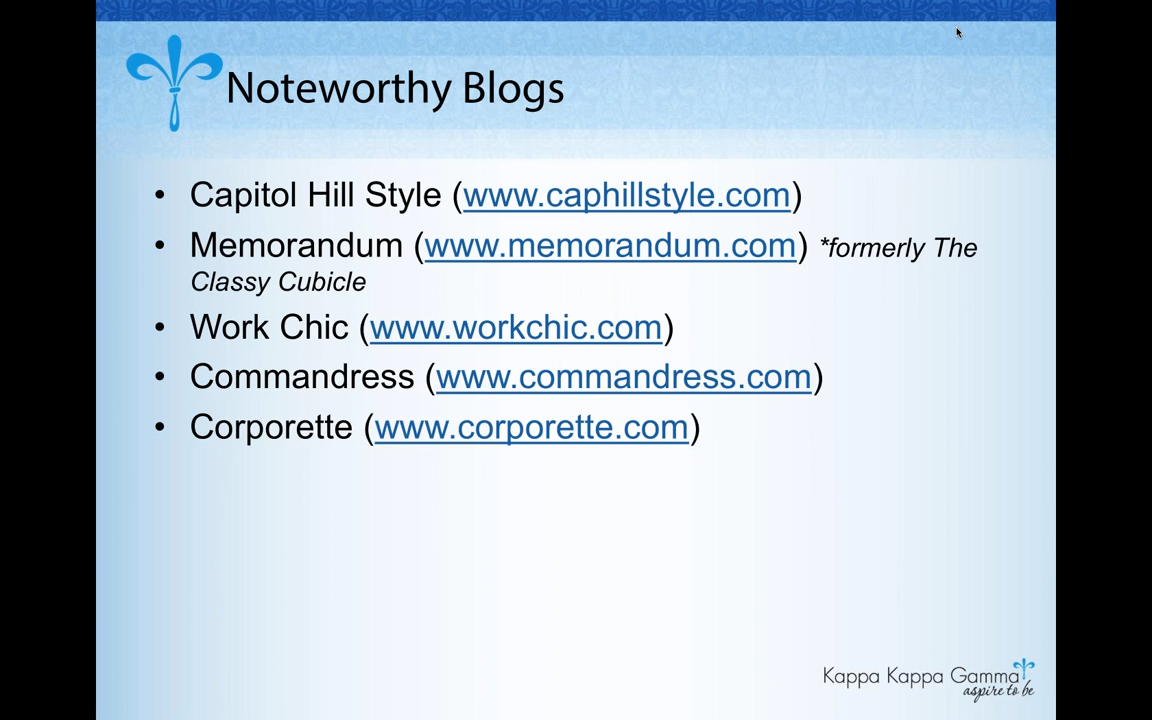 Noteworthy Blogs
• Capitol Hill Style (www.caphillstyle.com)
• Memorandum (www.memorandum.com) *formerly The
Classy Cubicle
• Work Chic (www.workchic.com)
• Commandress (www.commandress.com)
• Corporette (www.corporette.com)
Kappa Kappa Gamma
aspire to be